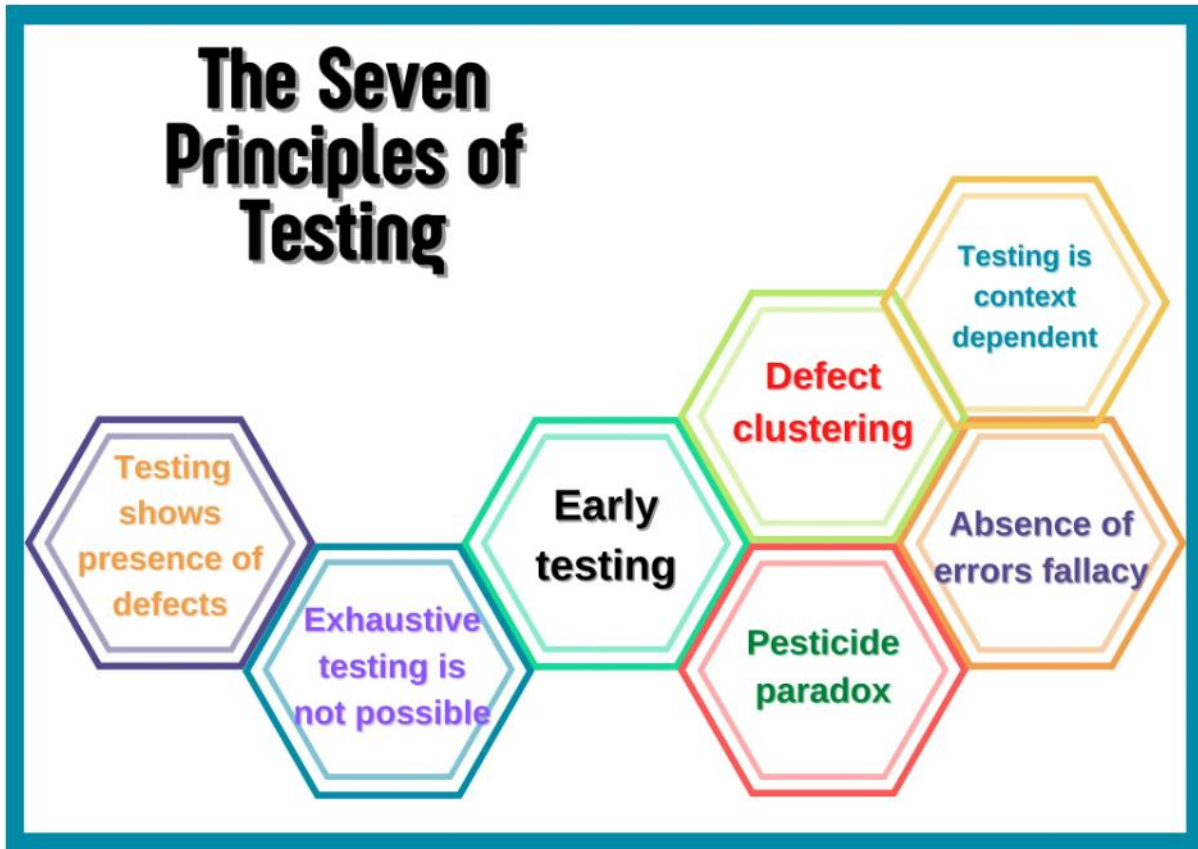 The Seven
Principles of
Testing
Testing
shows
presence of
defects
Exhaustive
testing is
not possible
Early
testing
Defect
clustering
Pesticide
paradox
Testing is
context
dependent
Absence of
errors fallacy